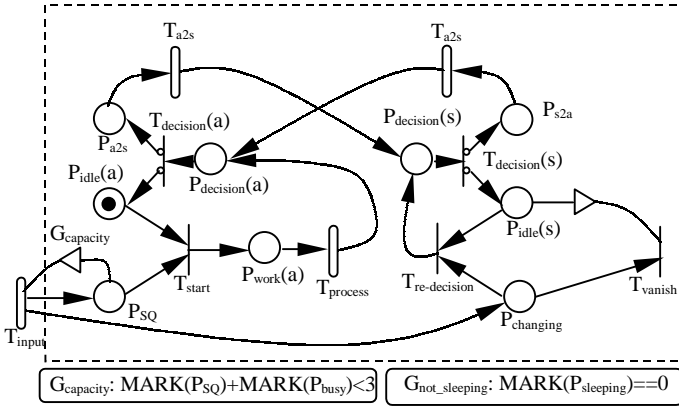 T_a2s
T_a2s
P_a2s
T_decision(a)
P_decision(s)
P_s2a
P_idle(a)
P_decision(a)
T_decision(s)
G_capacity
P_idle(s)
P_work(a)
T_start
T_process
T_re-decision
T_vanish
P_SQ
P_changing
T_input
G_capacity: MARK(P_SQ)+MARK(P_busy)<3
G_not_sleeping: MARK(P_sleeping)==0